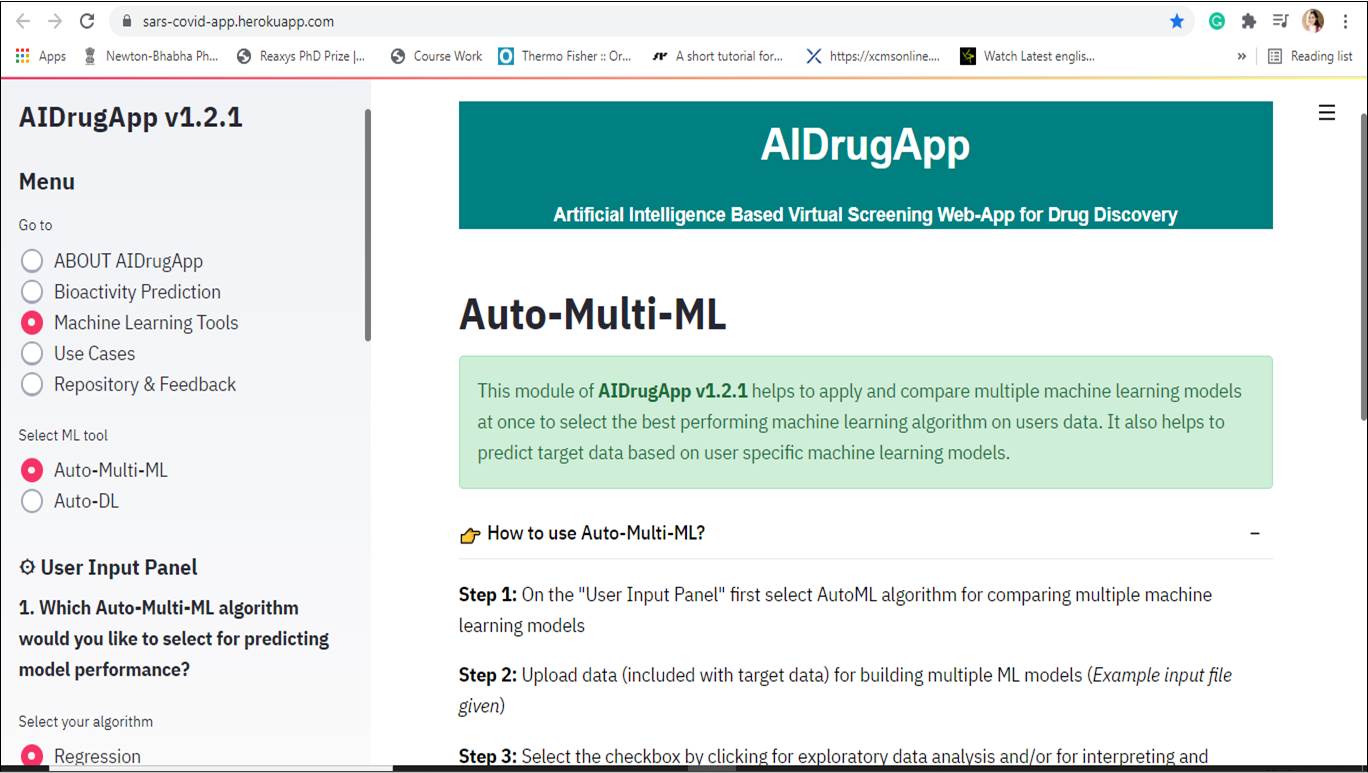 sars-covid-app.herokuapp.com
Apps
Newton-Bhabha Ph...
Reaxys PhD Prize |...
Course Work
Thermo Fisher :: Or...
A short tutorial for...
https://xcmsonline....
Watch Latest englis...
»
Reading list
AIDrugApp v1.2.1
Menu
Go to
ABOUT AIDrugApp
Bioactivity Prediction
Machine Learning Tools
Use Cases
Repository & Feedback
Select ML tool
Auto-Multi-ML
Auto-DL
User Input Panel
1. Which Auto-Multi-ML algorithm
would you like to select for predicting
model performance?
Select your algorithm
Regression
AIDrugApp
Artificial Intelligence Based Virtual Screening Web-App for Drug Discovery
Auto-Multi-ML
This module of AIDrugApp v1.2.1 helps to apply and compare multiple machine learning models
at once to select the best performing machine learning algorithm on users data. It also helps to
predict target data based on user specific machine learning models.
How to use Auto-Multi-ML?
Step 1: On the "User Input Panel" first select AutoML algorithm for comparing multiple machine
learning models
Step 2: Upload data (included with target data) for building multiple ML models (Example input file
given)
Step 3: Select the checkbox by clicking for exploratory data analysis and/or for interpreting and